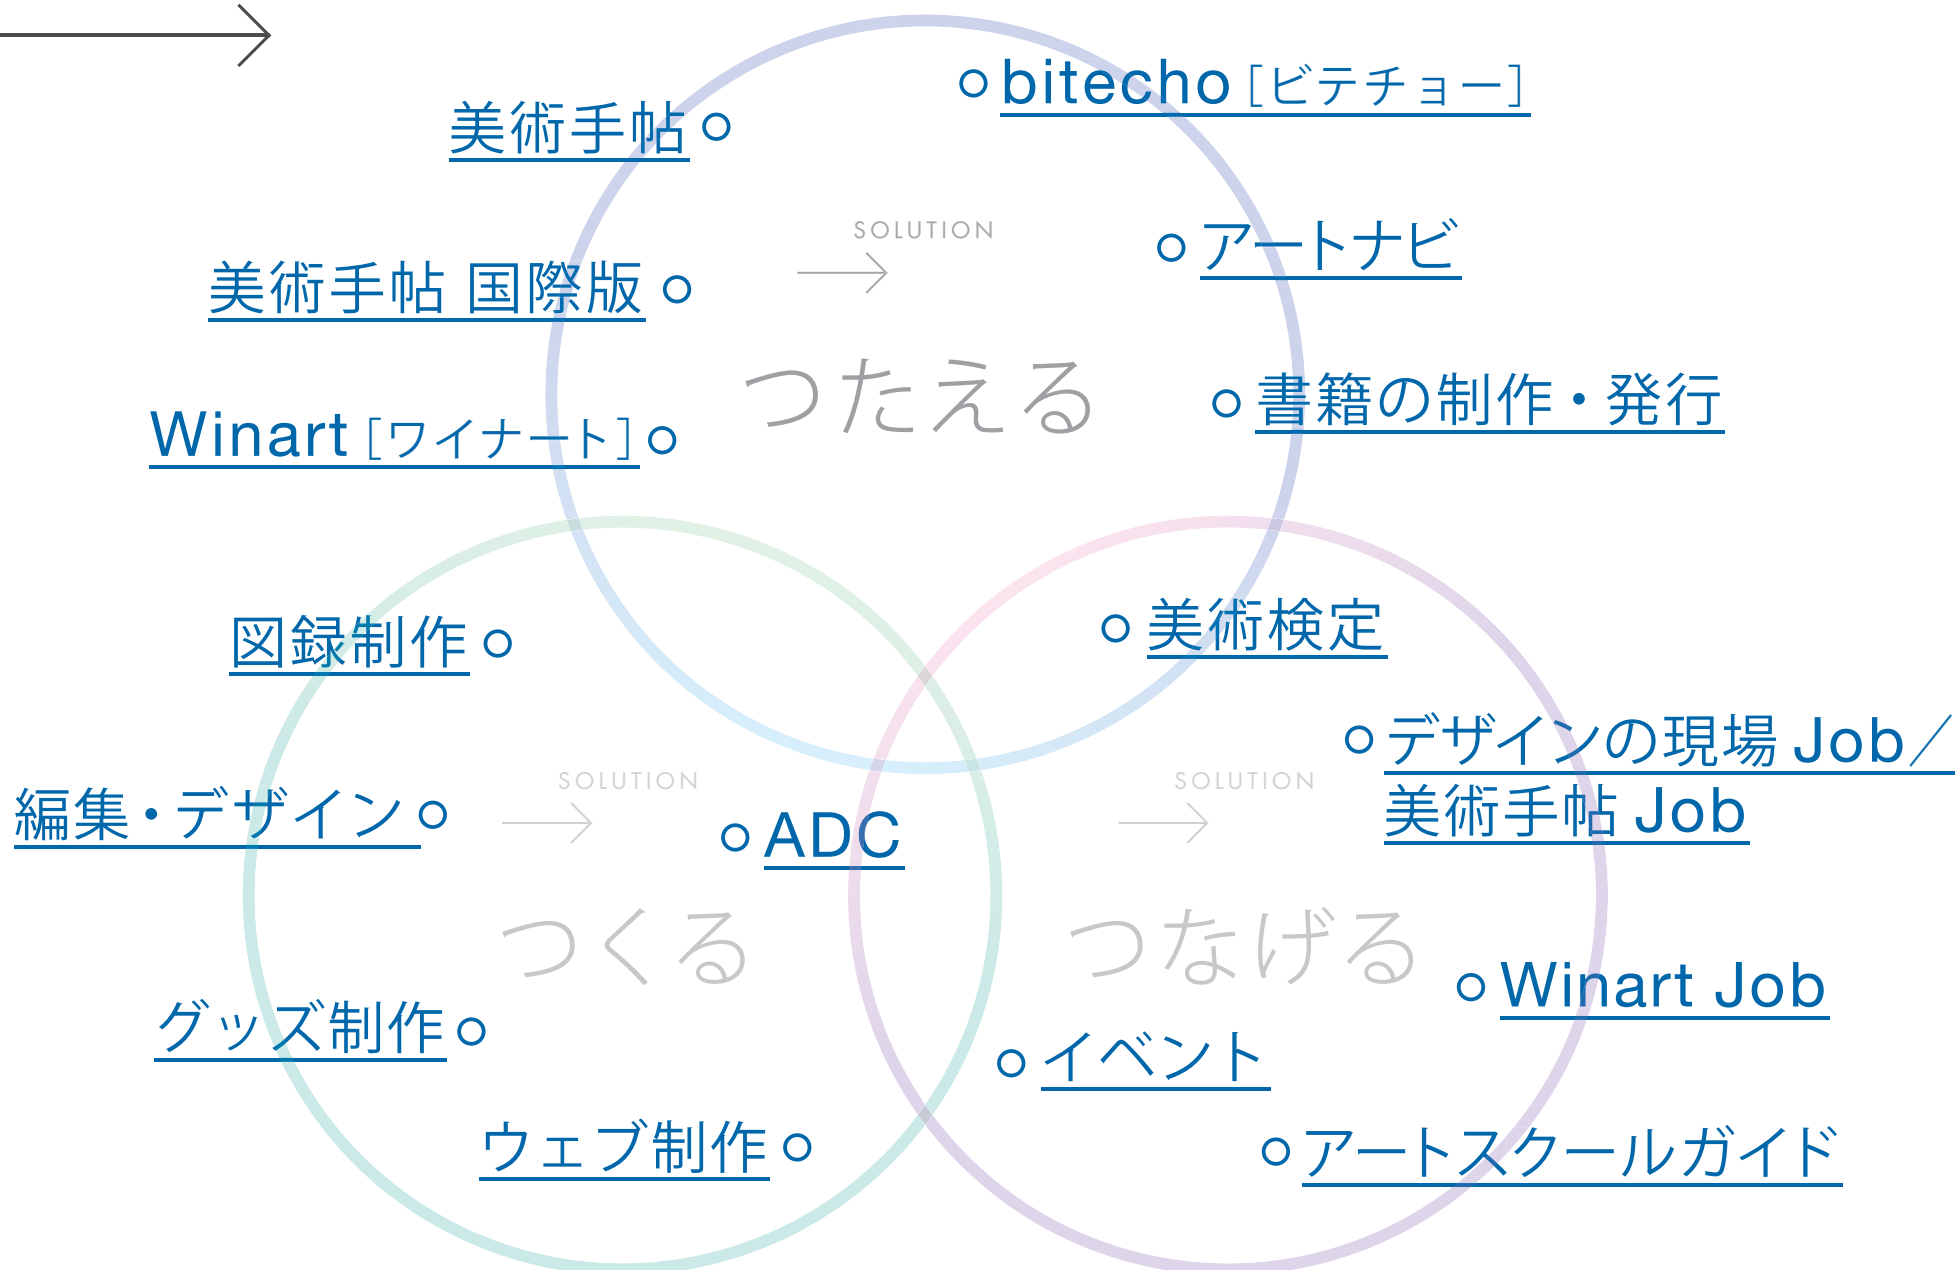 bitecho［ビテチョー］
美術手帖
SOLUTION
アートナビ
美術手帖 国際版
つたえる
書籍の制作・発行
Winart［ワイナート］
図録制作
美術検定
デザインの現場 Job／
美術手帖 Job
SOLUTION
SOLUTION
編集・デザイン
ADC
つくる
つなげる
Winart Job
グッズ制作
イベント
ウェブ制作
アートスクールガイド